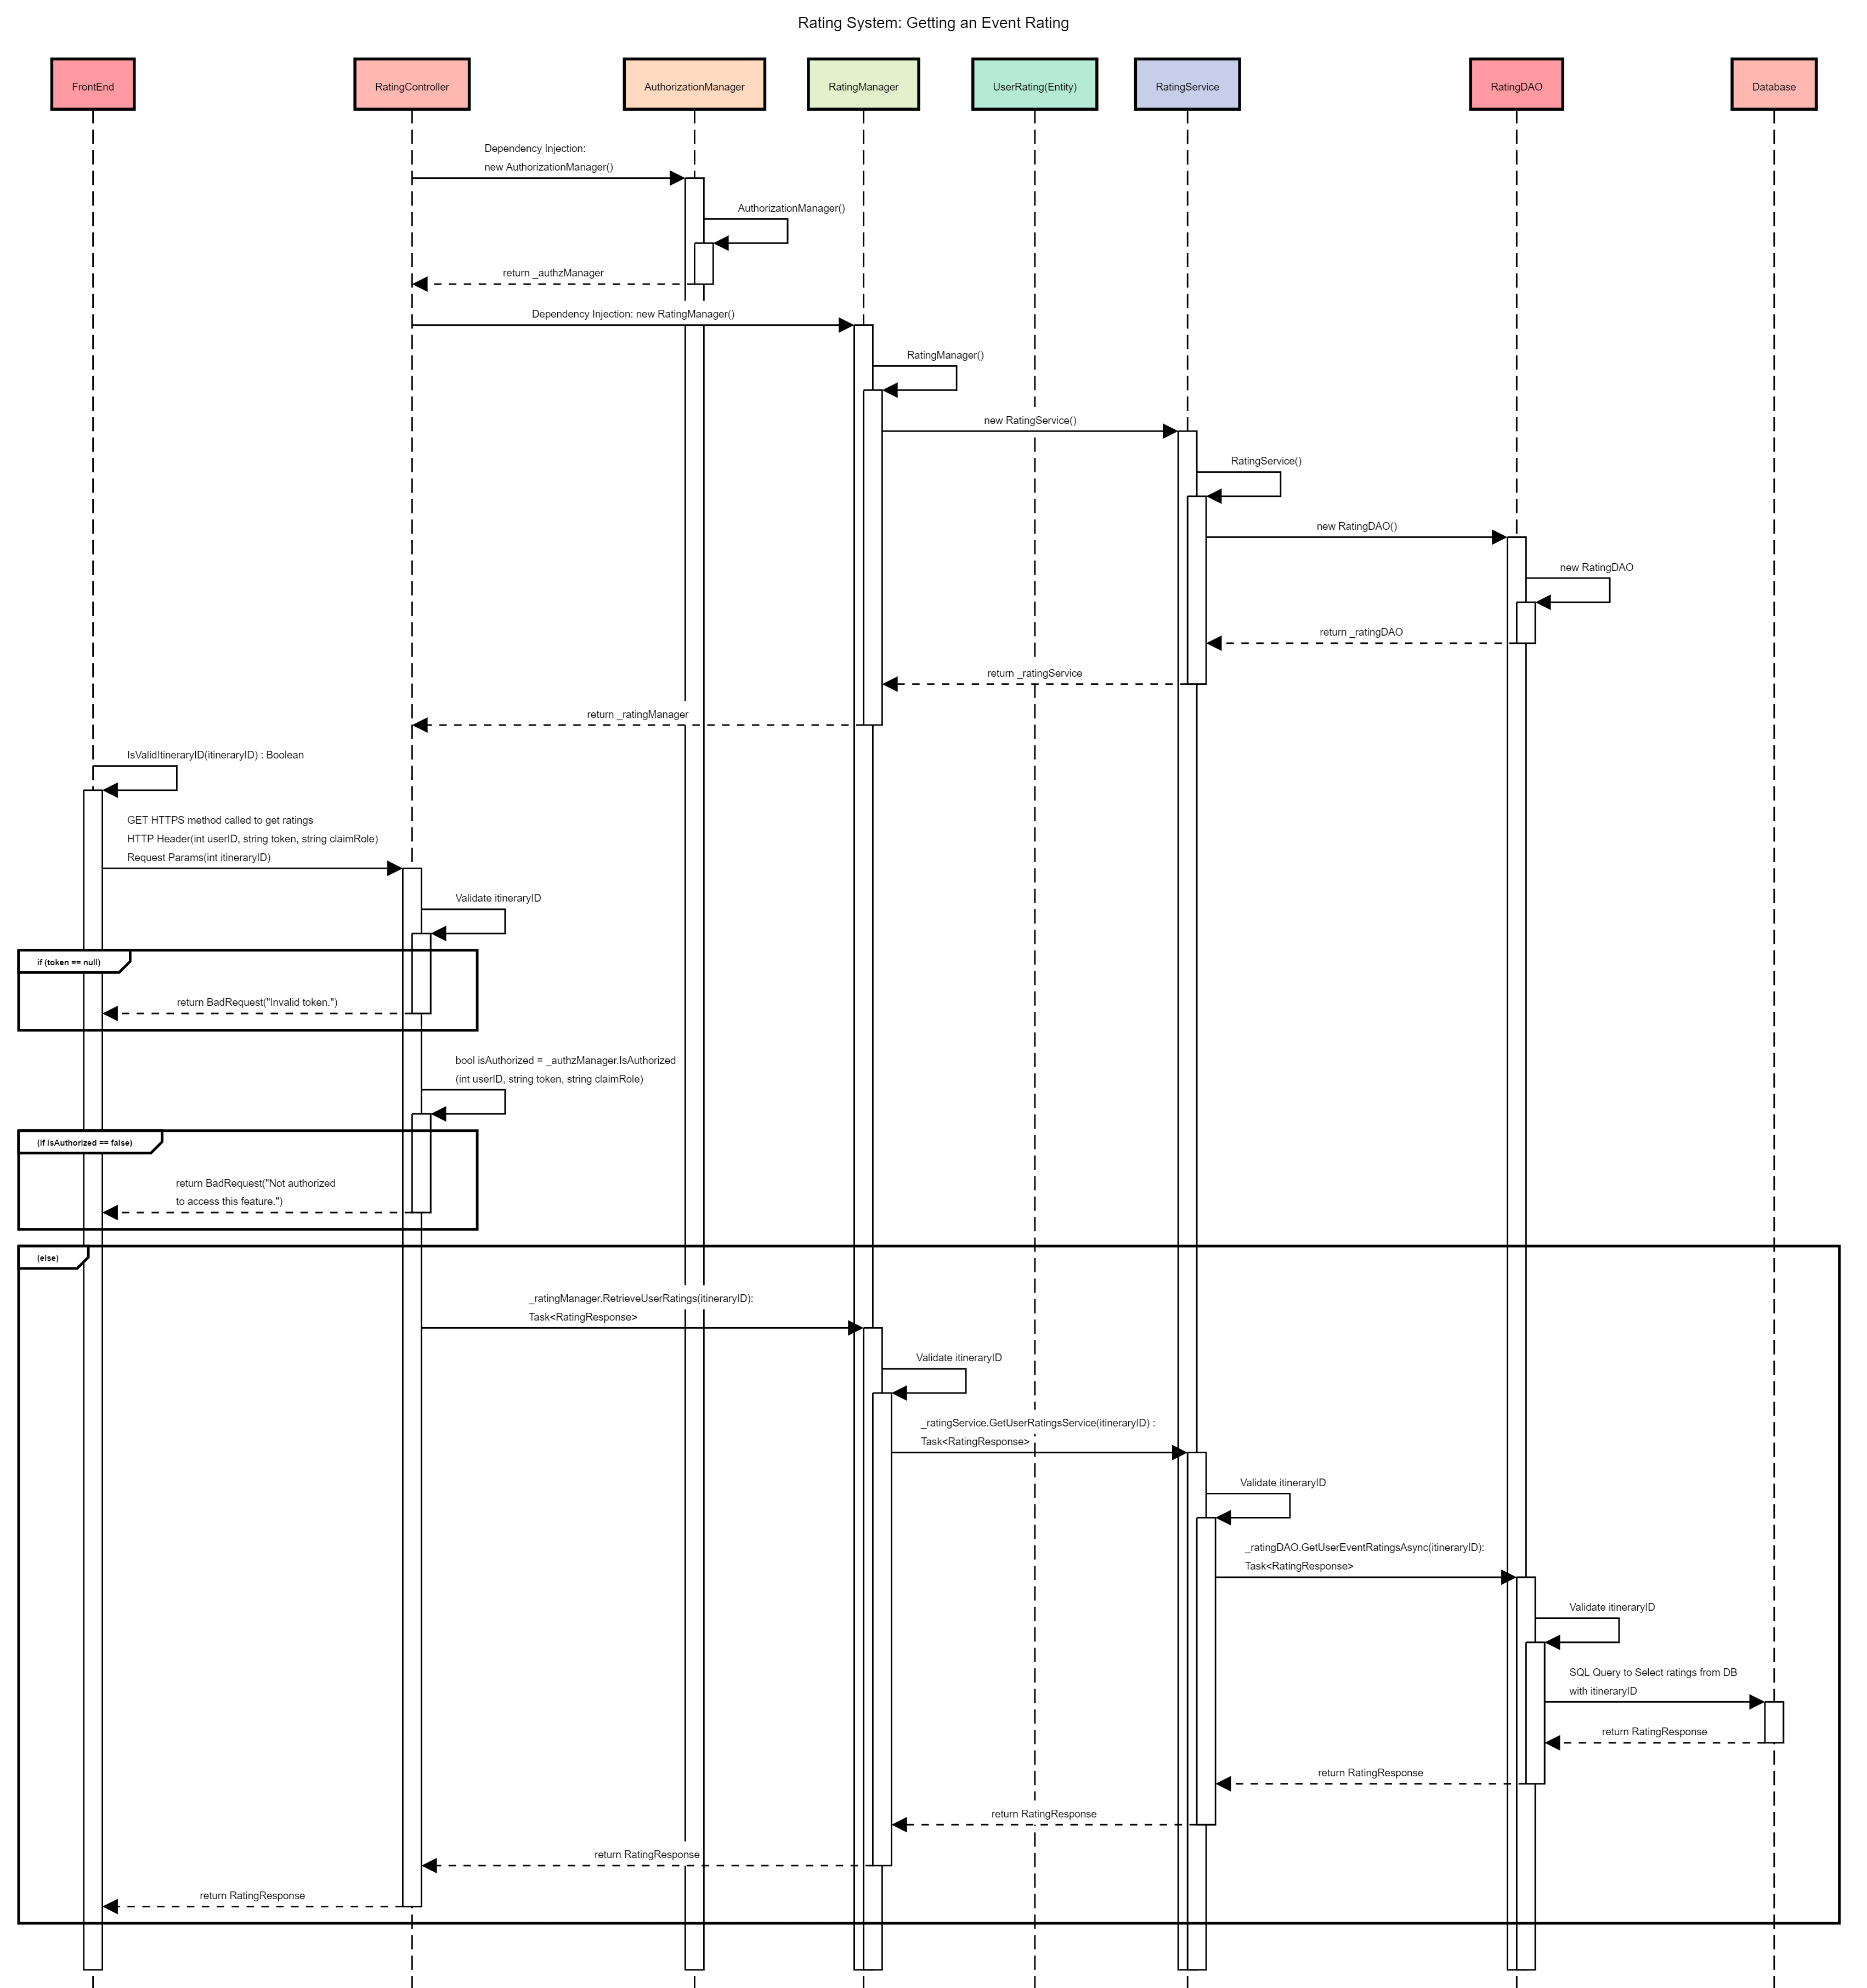 Rating System: Getting an Event Rating
FrontEnd
RatingController
AuthorizationManager
RatingManager
UserRating(Entity)
RatingService
RatingDAO
Database
Dependency Injection:
new AuthorizationManager()
AuthorizationManager()
return _authzManager
Dependency Injection: new RatingManager()
RatingManager()
new RatingService()
RatingService()
new RatingDAO()
new RatingDAO
return _ratingDAO
return _ratingService
return _ratingManager
IsValidItineraryID(itineraryID) : Boolean
GET HTTPS method called to get ratings
HTTP Header(int userID, string token, string claimRole)
Request Params(int itineraryID)
Validate itineraryID
if (token == null)
return BadRequest("Invalid token.")
bool isAuthorized = _authzManager.IsAuthorized
(int userID, string token, string claimRole)
(if isAuthorized == false)
return BadRequest("Not authorized
to access this feature.")
(else)
_ratingManager.RetrieveUserRatings(itineraryID):
Task<RatingResponse>
Validate itineraryID
_ratingService.GetUserRatingsService(itineraryID) :
Task<RatingResponse>
Validate itineraryID
_ratingDAO.GetUserEventRatingsAsync(itineraryID):
Task<RatingResponse>
Validate itineraryID
SQL Query to Select ratings from DB
with itineraryID
return RatingResponse
return RatingResponse
return RatingResponse
return RatingResponse
return RatingResponse